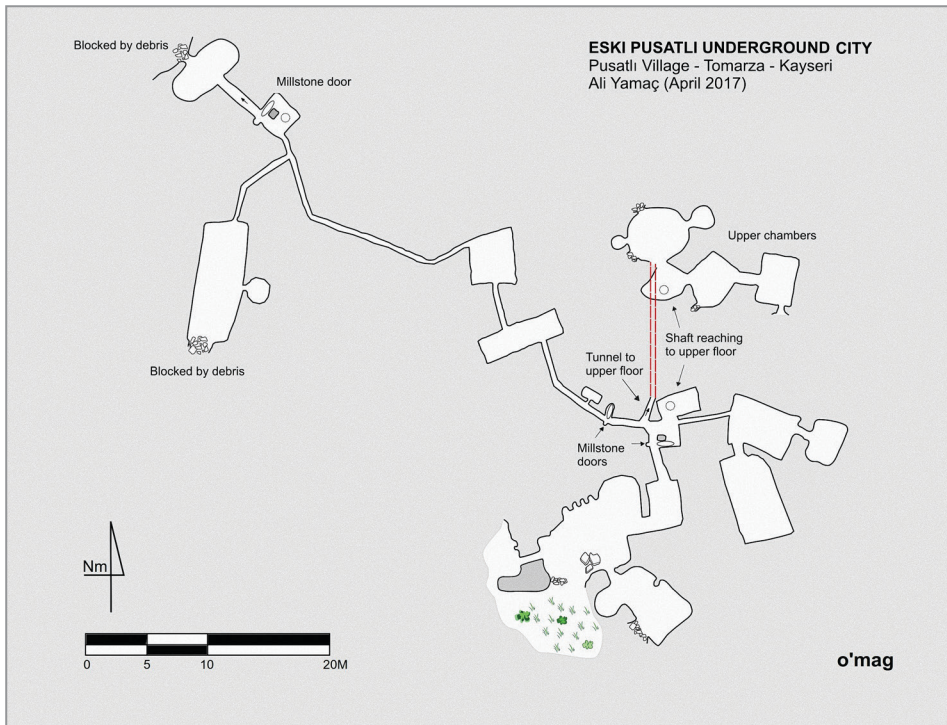 ESKI PUSATLI UNDERGROUND CITY
Pusatlı Village - Tomarza - Kayseri
Ali Yamaç (April 2017)
Blocked by debris
Millstone door
Upper chambers
Shaft reaching
to upper floor
Tunnel to
upper floor
Blocked by debris
Millstone
doors
Nm
0 5 10 20M
o'mag